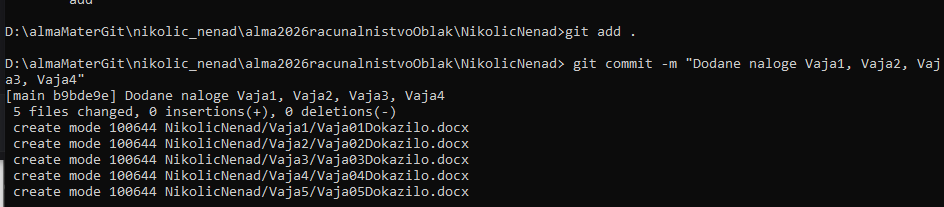 add
D:\almaMaterGit\nikolic_nenad\alma2026racunalnistvoOblak\NikolicNenad>git add .
D:\almaMaterGit\nikolic_nenad\alma2026racunalnistvoOblak\NikolicNenad> git commit -m "Dodane naloge Vaja1, Vaja2, Vaj
a3, Vaja4"
[main b9bde9e] Dodane naloge Vaja1, Vaja2, Vaja3, Vaja4
 5 files changed, 0 insertions(+), 0 deletions(-)
 create mode 100644 NikolicNenad/Vaja1/Vaja01Dokazilo.docx
 create mode 100644 NikolicNenad/Vaja2/Vaja02Dokazilo.docx
 create mode 100644 NikolicNenad/Vaja3/Vaja03Dokazilo.docx
 create mode 100644 NikolicNenad/Vaja4/Vaja04Dokazilo.docx
 create mode 100644 NikolicNenad/Vaja5/Vaja05Dokazilo.docx